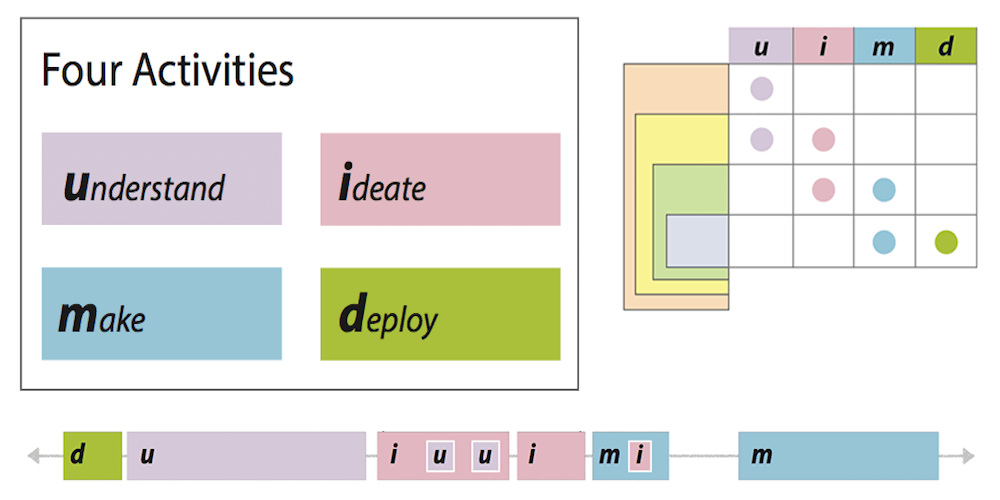 Four Activities
understand
ideate
make
deploy
u i m d
d u i u u i m i m